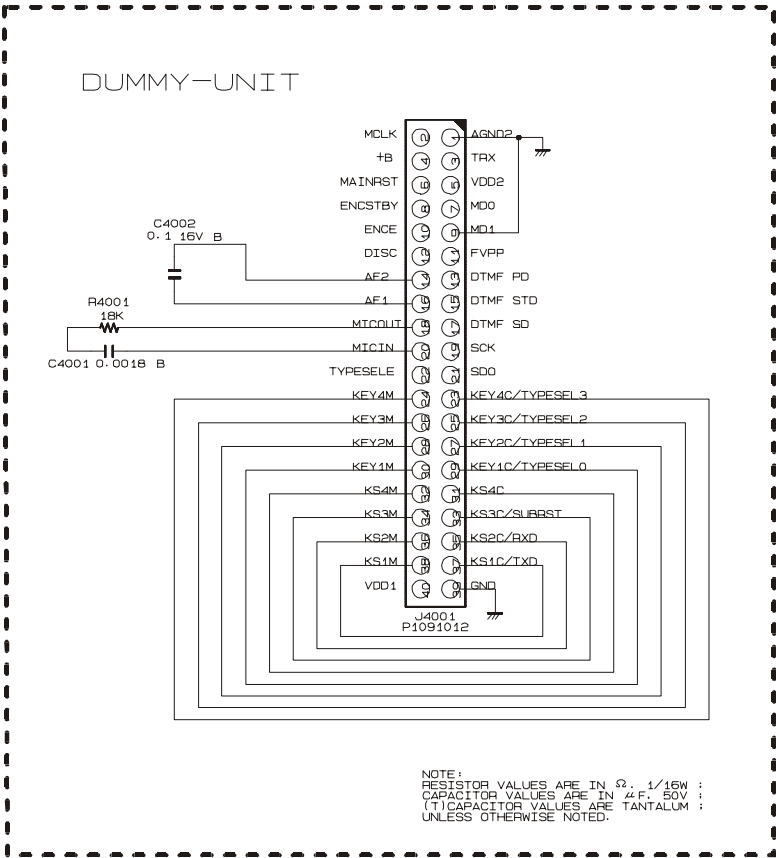 DUMMY-UNIT
MCLK 2 1 AGND2
+B 4 3 TRX
MAINRST 6 5 VDD2
ENCSTBY 8 7 MD0
ENCE 10 9 MD1
DISC 12 11 FVPP
C4002
0.1 16V B
AF2 14 13 DTMF PD
AF1 16 15 DTMF STD
R4001
18K
MICOUT 18 17 DTMF SD
MICIN 20 19 SCK
C4001 0.0018 B
TYPESELE 22 21 SDO
KEY4M 24 23 KEY4C/TYPESEL3
KEY3M 26 25 KEY3C/TYPESEL2
KEY2M 28 27 KEY2C/TYPESEL1
KEY1M 30 29 KEY1C/TYPESEL0
KS4M 32 31 KS4C
KS3M 34 33 KS3C/SUBRST
KS2M 36 35 KS2C/RXD
KS1M 38 37 KS1C/TXD
VDD1 40 39 GND
J4001
P1091012
NOTE:
RESISTOR VALUES ARE IN Ω. 1/16W ;
CAPACITOR VALUES ARE IN μF. 50V ;
(T)CAPACITOR VALUES ARE TANTALUM ;
UNLESS OTHERWISE NOTED.